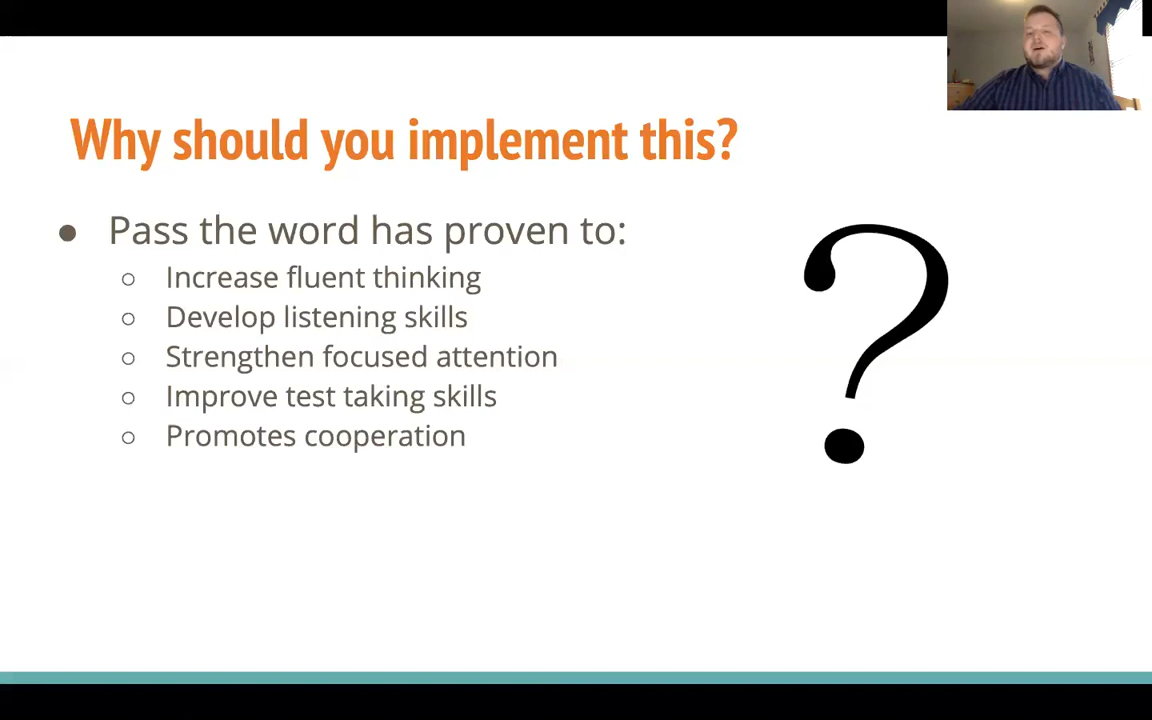 Why should you implement this?
● Pass the word has proven to:
○ Increase fluent thinking
○ Develop listening skills
○ Strengthen focused attention
○ Improve test taking skills
○ Promotes cooperation
?